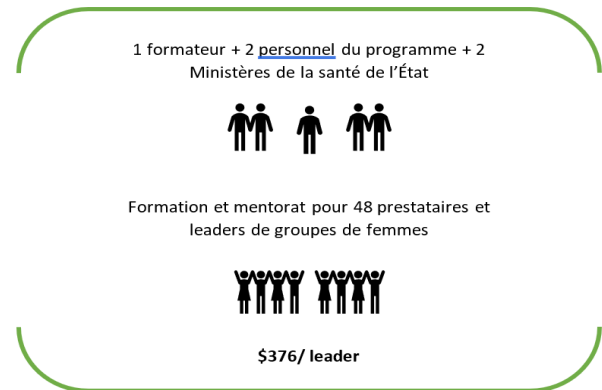 1 formateur + 2 personnel du programme + 2
Ministères de la santé de l'État
Formation et mentorat pour 48 prestataires et
leaders de groupes de femmes
$376/ leader